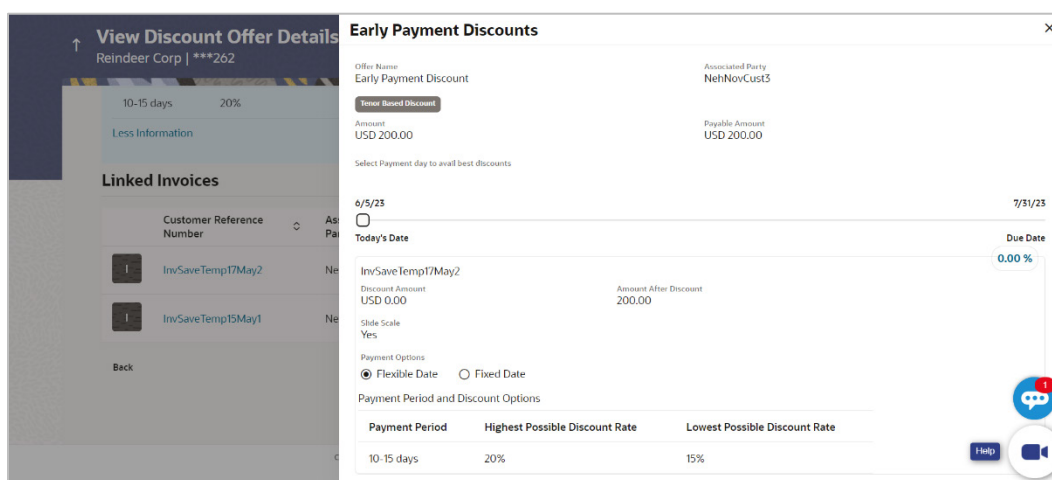 View Discount Offer Details
Reindeer Corp | ***262
10-15 days 20%
Less Information
Linked Invoices
Customer Reference Number
I InvSaveTemp17May2 Ne
I InvSaveTemp15May1 Ne
Back
Early Payment Discounts
Offer Name Associated Party
Early Payment Discount NehNovCust3
Tenor Based Discount
Amount Payable Amount
USD 200.00 USD 200.00
Select Payment day to avail best discounts
6/5/23 7/31/23
Today's Date Due Date
0.00 %
InvSaveTemp17May2
Discount Amount Amount After Discount
USD 0.00 200.00
Slide Scale
Yes
Payment Options
Flexible Date Fixed Date
Payment Period and Discount Options
Payment Period Highest Possible Discount Rate Lowest Possible Discount Rate
10-15 days 20% 15%
1
Help